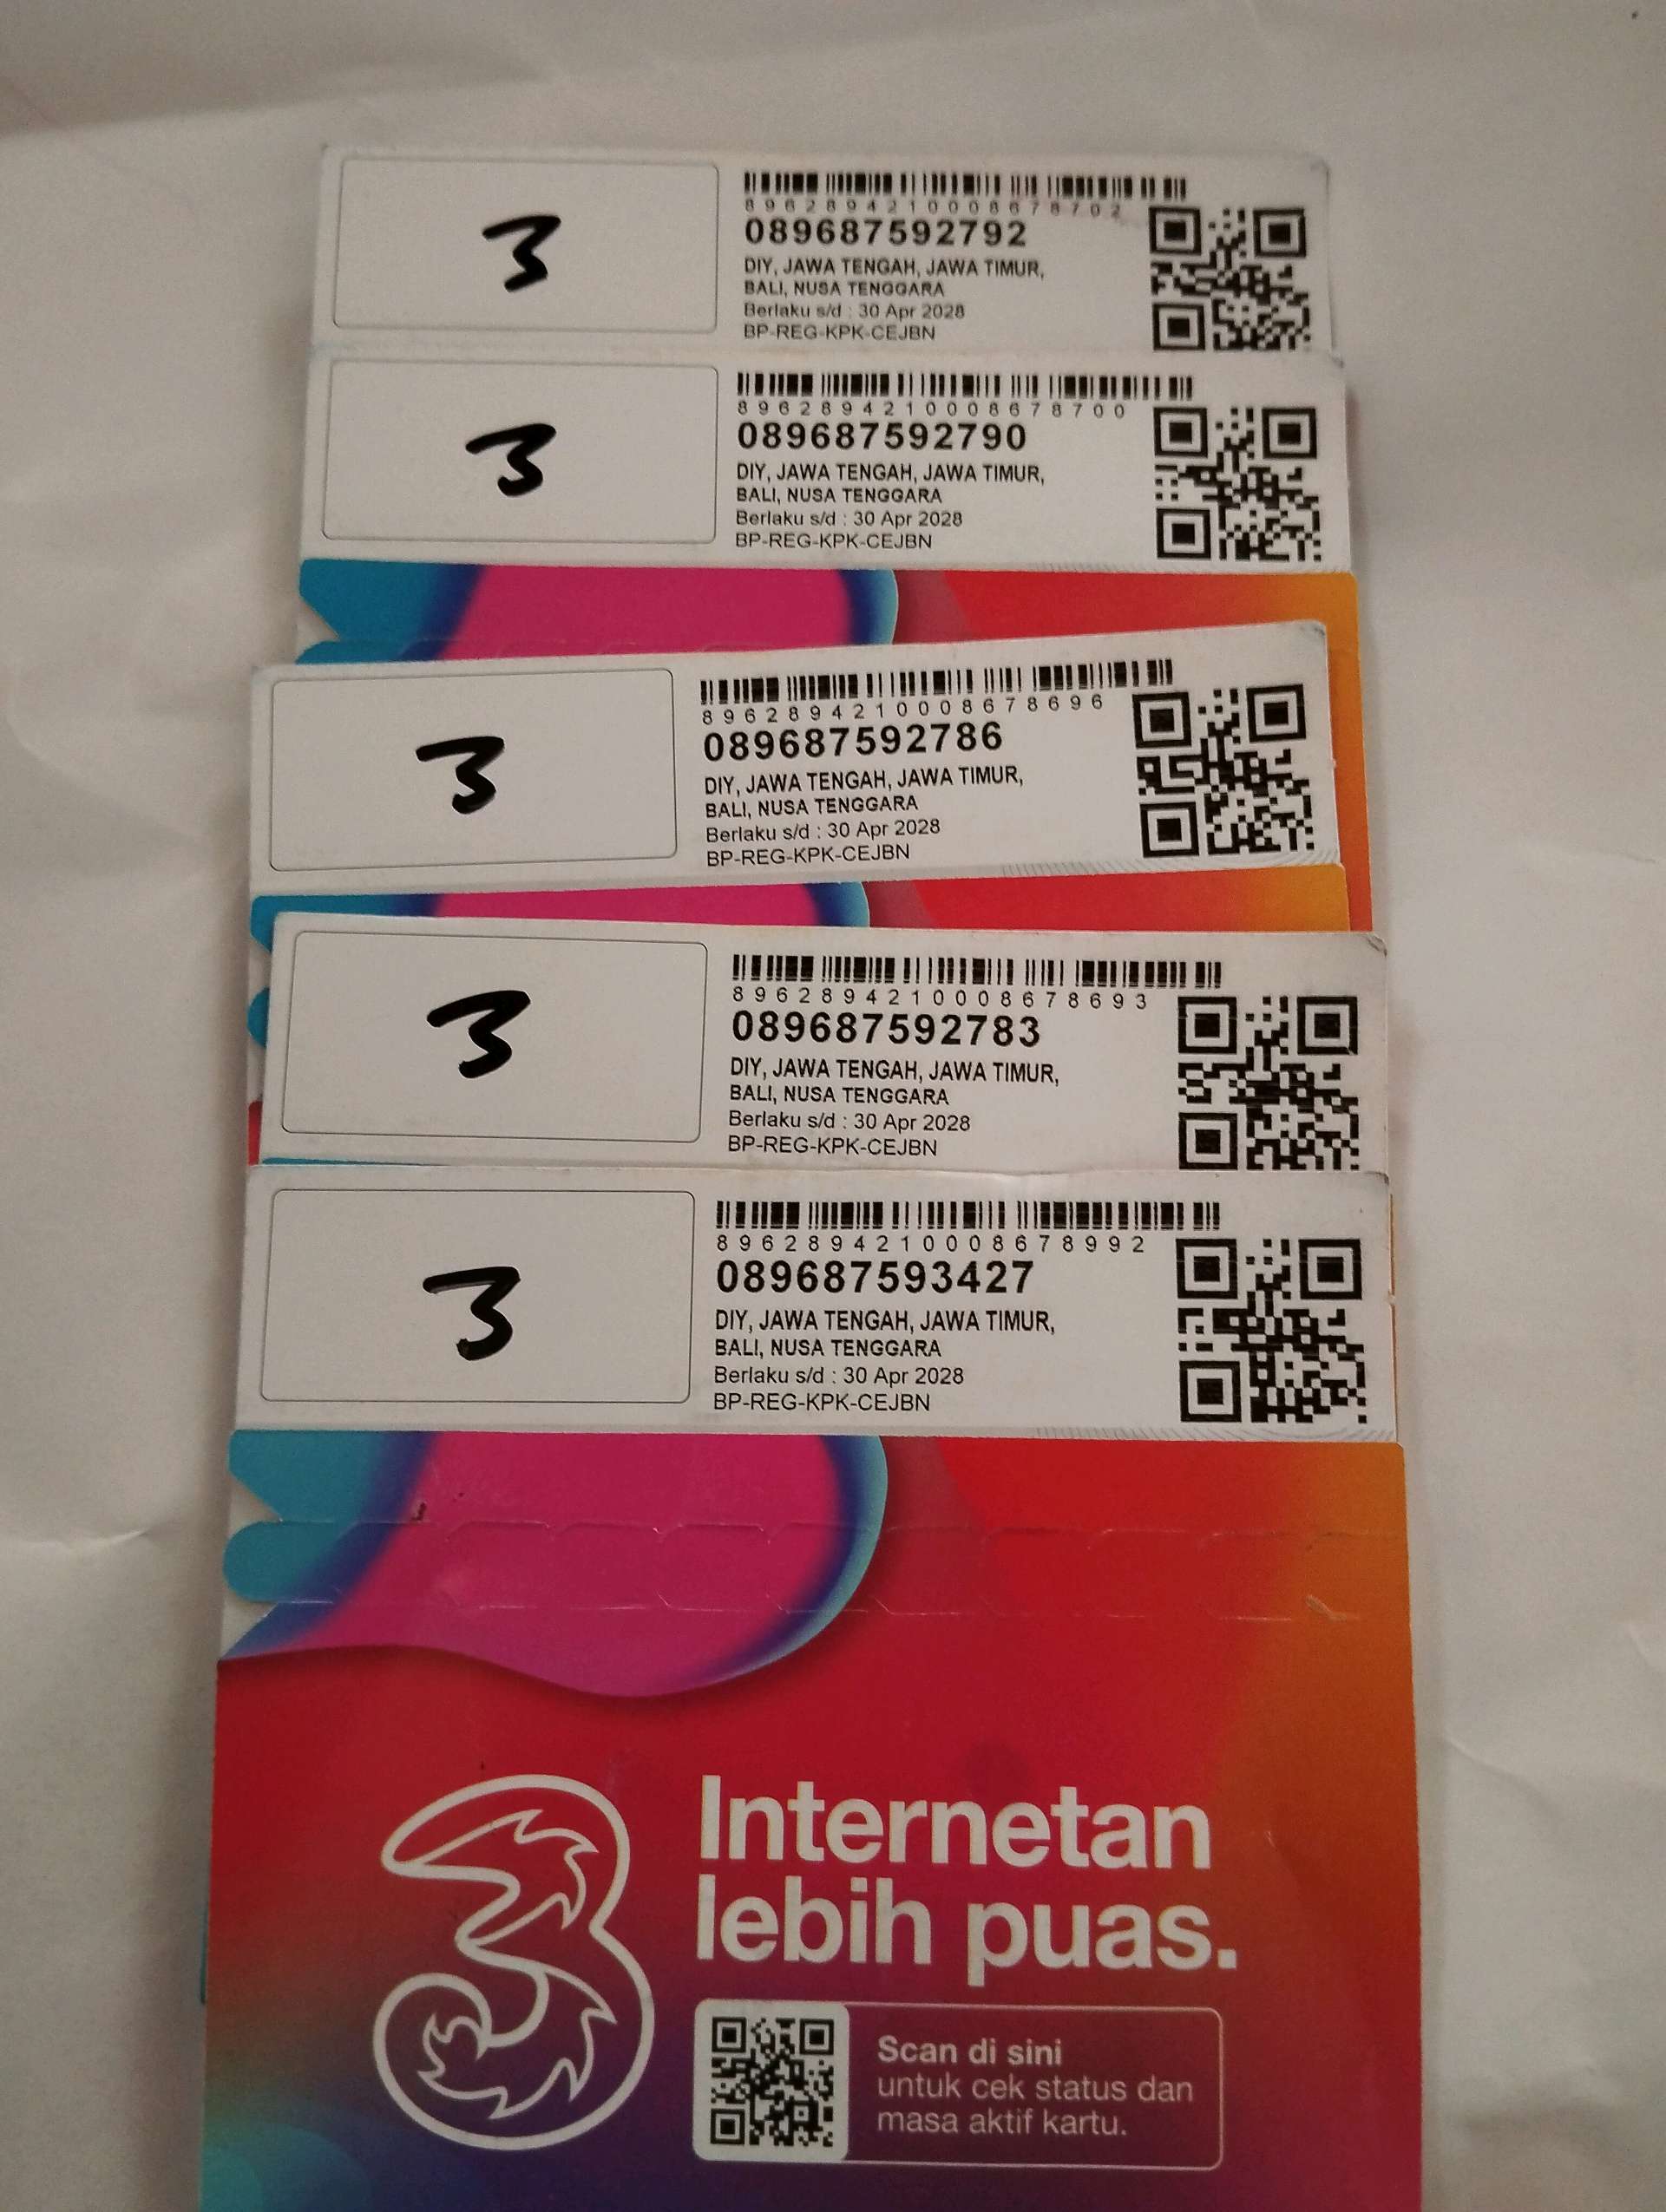 3
8962894210008678702
089687592792
DIY, JAWA TENGAH, JAWA TIMUR,
BALI, NUSA TENGGARA
Berlaku s/d : 30 Apr 2028
BP-REG-KPK-CEJBN
3
8962894210008678700
089687592790
DIY, JAWA TENGAH, JAWA TIMUR,
BALI, NUSA TENGGARA
Berlaku s/d : 30 Apr 2028
BP-REG-KPK-CEJBN
3
8962894210008678696
089687592786
DIY, JAWA TENGAH, JAWA TIMUR,
BALI, NUSA TENGGARA
Berlaku s/d : 30 Apr 2028
BP-REG-KPK-CEJBN
3
8962894210008678693
089687592783
DIY, JAWA TENGAH, JAWA TIMUR,
BALI, NUSA TENGGARA
Berlaku s/d : 30 Apr 2028
BP-REG-KPK-CEJBN
3
8962894210008678992
089687593427
DIY, JAWA TENGAH, JAWA TIMUR,
BALI, NUSA TENGGARA
Berlaku s/d : 30 Apr 2028
BP-REG-KPK-CEJBN
3
Internetan
lebih puas.
Scan di sini
untuk cek status dan
masa aktif kartu.